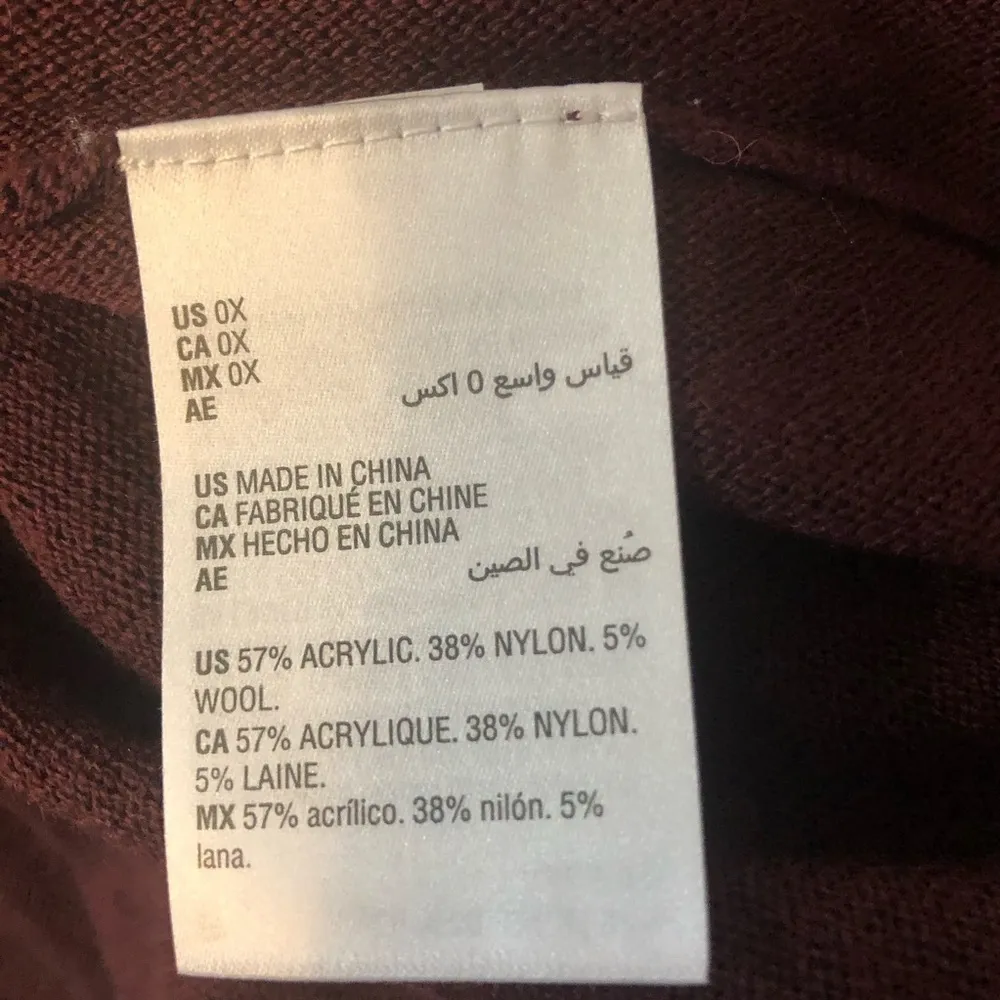 US 0X
CA 0X
MX 0X
AE قياس واسع 0 اكس
US MADE IN CHINA
CA FABRIQUÉ EN CHINE
MX HECHO EN CHINA
AE صُنع في الصين
US 57% ACRYLIC. 38% NYLON. 5%
WOOL.
CA 57% ACRYLIQUE. 38% NYLON.
5% LAINE.
MX 57% acrílico. 38% nilón. 5%
lana.